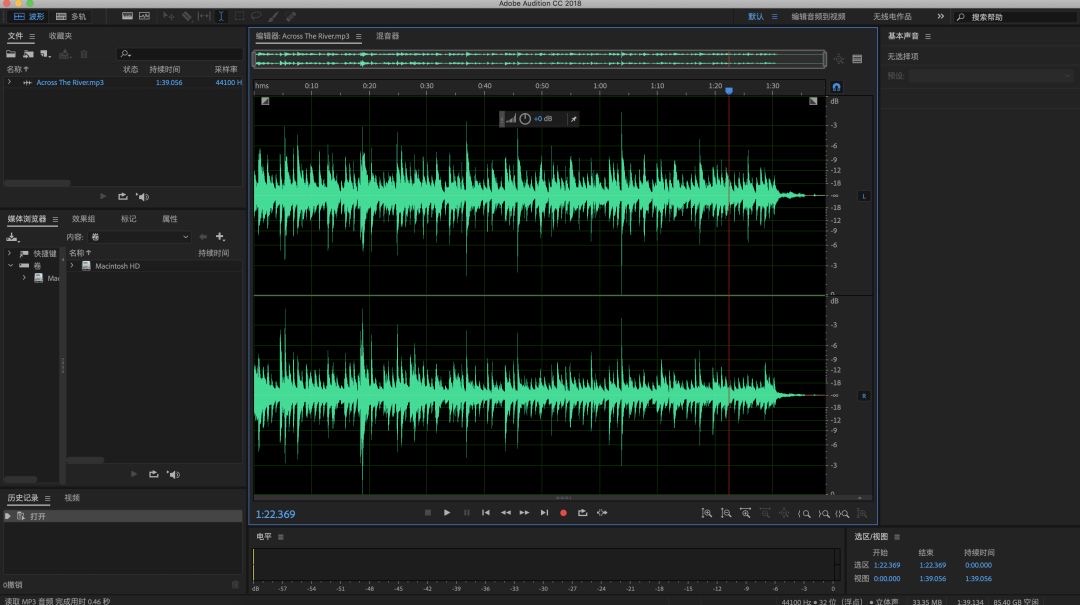 Adobe Audition CC 2018
波形 多轨
默认 编辑音频到视频 无线电作品 搜索帮助
文件 收藏夹
编辑器: Across The River.mp3 混音器
基本声音
无选择项
预设:
名称 状态 持续时间 采样率
Across The River.mp3 1:39.056 44100 H
hms 0:10 0:20 0:30 0:40 0:50 1:00 1:10 1:20 1:30
+0 dB
dB
-3
-6
-9
-12
-18
-∞
-18
-12
-9
-6
-3
L
dB
-3
-6
-9
-12
-18
-∞
-18
-12
-9
-6
-3
R
媒体浏览器 效果组 标记 属性
内容: 卷
快捷键
卷
Mac
名称 持续时间
Macintosh HD
历史记录 视频
打开
0撤销
1:22.369
电平
dB -57 -54 -51 -48 -45 -42 -39 -36 -33 -30 -27 -24 -21 -18 -15 -12 -9 -6 -3 0
选区/视图
开始 结束 持续时间
选区 1:22.369 1:22.369 0:00.000
视图 0:00.000 1:39.056 1:39.056
读取 MP3 音频 完成用时 0.46 秒
44100 Hz • 32 位 (浮点) • 立体声 33.35 MB 1:39.134 85.40 GB 空闲